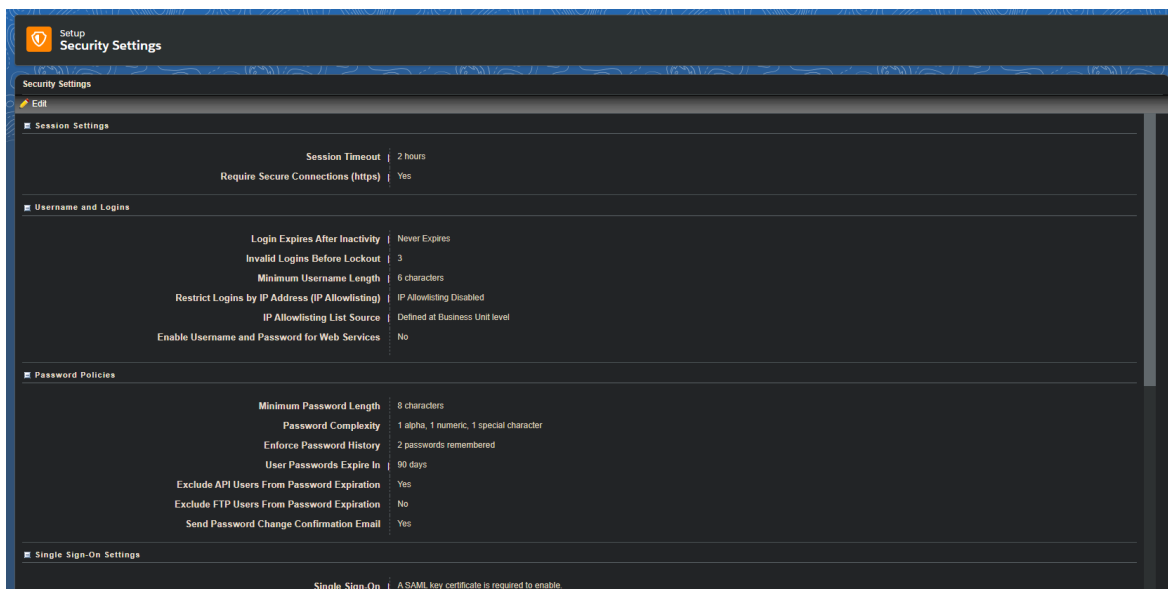 Setup
Security Settings
Security Settings
Edit
Session Settings
Session Timeout 2 hours
Require Secure Connections (https) Yes
Username and Logins
Login Expires After Inactivity Never Expires
Invalid Logins Before Lockout 3
Minimum Username Length 6 characters
Restrict Logins by IP Address (IP Allowlisting) IP Allowlisting Disabled
IP Allowlisting List Source Defined at Business Unit level
Enable Username and Password for Web Services No
Password Policies
Minimum Password Length 8 characters
Password Complexity 1 alpha, 1 numeric, 1 special character
Enforce Password History 2 passwords remembered
User Passwords Expire In 90 days
Exclude API Users From Password Expiration Yes
Exclude FTP Users From Password Expiration No
Send Password Change Confirmation Email Yes
Single Sign-On Settings
Single Sign-On A SAML key certificate is required to enable.